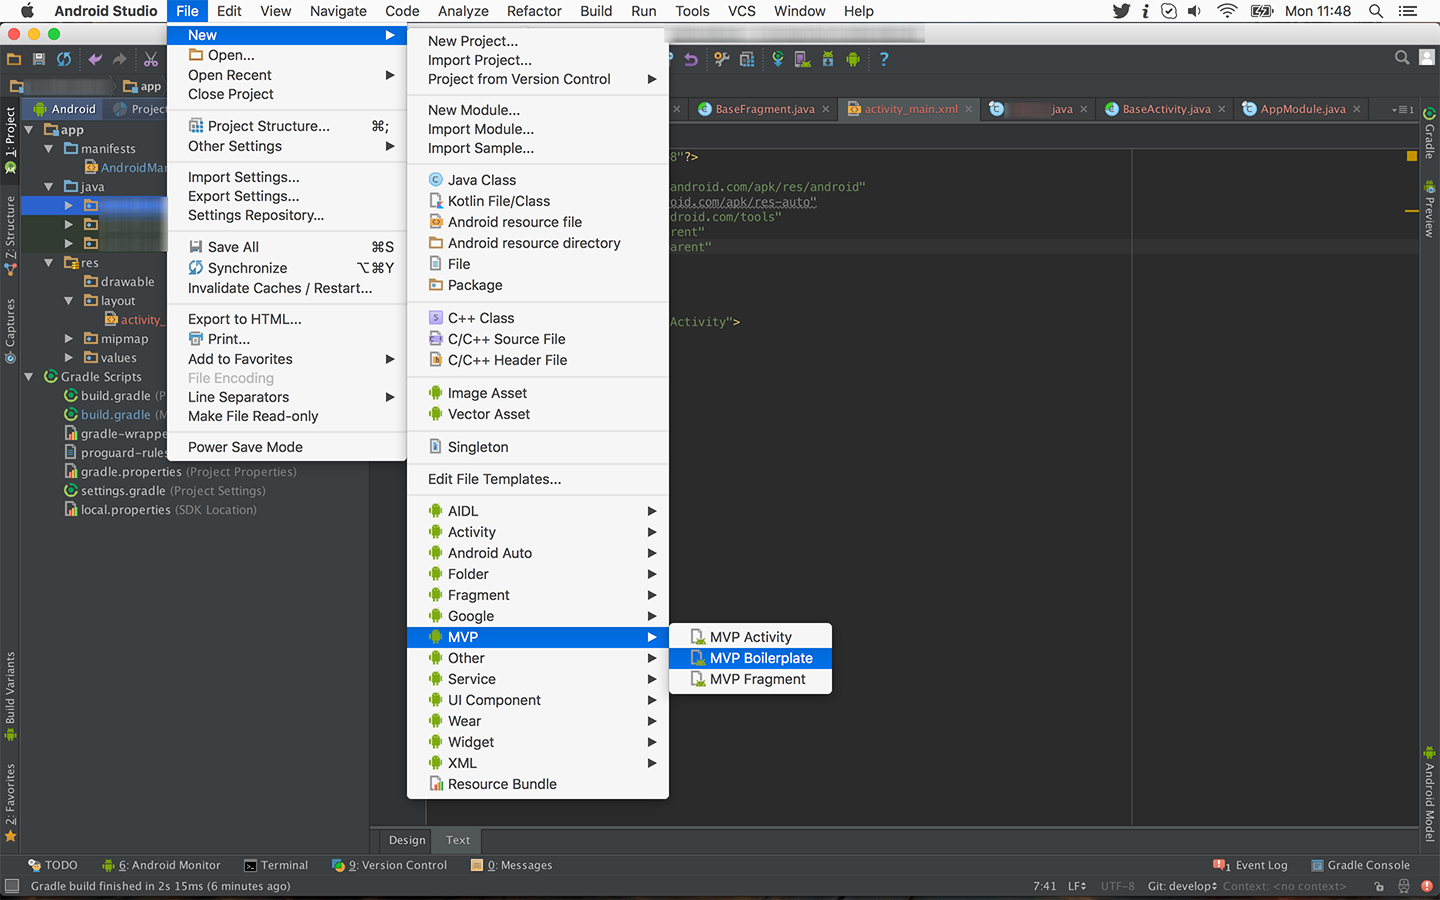 Android Studio File Edit View Navigate Code Analyze Refactor Build Run Tools VCS Window Help Mon 11:48
New
Open...
Open Recent
Close Project
Project Structure... ⌘;
Other Settings
Import Settings...
Export Settings...
Settings Repository...
Save All ⌘S
Synchronize ⌥⌘Y
Invalidate Caches / Restart...
Export to HTML...
Print...
Add to Favorites
File Encoding
Line Separators
Make File Read-only
Power Save Mode
New Project...
Import Project...
Project from Version Control
New Module...
Import Module...
Import Sample...
Java Class
Kotlin File/Class
Android resource file
Android resource directory
File
Package
C++ Class
C/C++ Source File
C/C++ Header File
Image Asset
Vector Asset
Singleton
Edit File Templates...
AIDL
Activity
Android Auto
Folder
Fragment
Google
MVP
Other
Service
UI Component
Wear
Widget
XML
Resource Bundle
MVP Activity
MVP Boilerplate
MVP Fragment
app
Android Project
app
manifests
AndroidMa
java
res
drawable
layout
activity_
mipmap
values
Gradle Scripts
build.gradle (P
build.gradle (M
gradle-wrappe
proguard-rules
gradle.properties (Project Properties)
settings.gradle (Project Settings)
local.properties (SDK Location)
1: Project
Z: Structure
Captures
Build Variants
2: Favorites
BaseFragment.java activity_main.xml java BaseActivity.java AppModule.java
8"?>
android.com/apk/res/android"
oid.com/apk/res-auto"
droid.com/tools"
rent"
arent"
Activity">
Gradle
Preview
Android Model
Design Text
TODO 6: Android Monitor Terminal 9: Version Control 0: Messages 1 Event Log Gradle Console
Gradle build finished in 2s 15ms (6 minutes ago) 7:41 LF UTF-8 Git: develop Context: <no context>